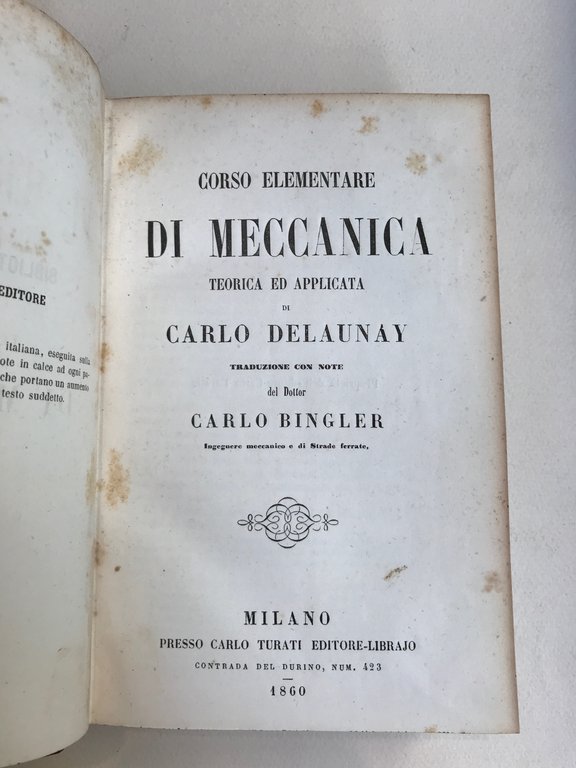 BIBLIOT
EDITORE
italiana, eseguita sulla
ote in calce ad ogni pa-
che portano un aumento
testo suddetto.
CORSO ELEMENTARE
DI MECCANICA
TEORICA ED APPLICATA
DI
CARLO DELAUNAY
TRADUZIONE CON NOTE
del Dottor
CARLO BINGLER
Ingegnere meccanico e di Strade ferrate,
MILANO
PRESSO CARLO TURATI EDITORE-LIBRAJO
CONTRADA DEL DURINO, NUM. 423
1860